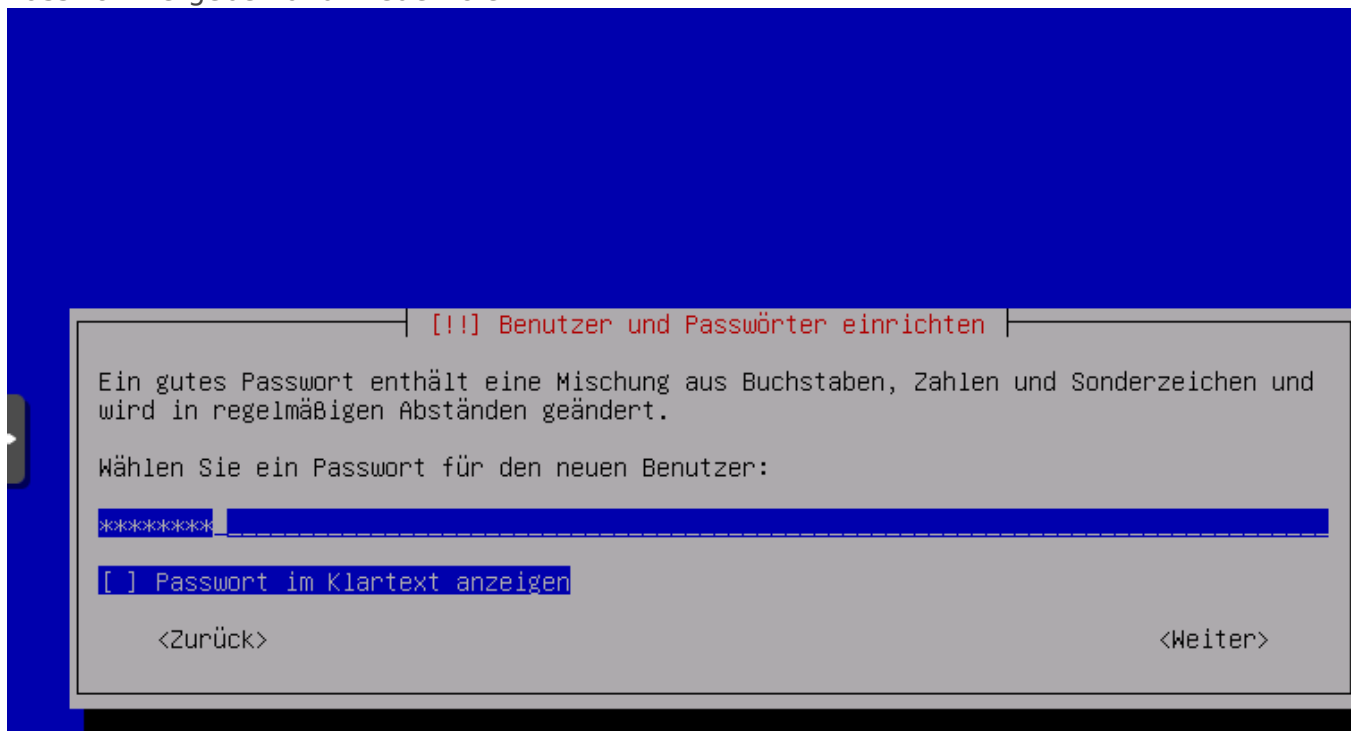 [!!] Benutzer und Passwörter einrichten
Ein gutes Passwort enthält eine Mischung aus Buchstaben, Zahlen und Sonderzeichen und
wird in regelmäßigen Abständen geändert.
Wählen Sie ein Passwort für den neuen Benutzer:
********
[ ] Passwort im Klartext anzeigen
<Zurück> <Weiter>